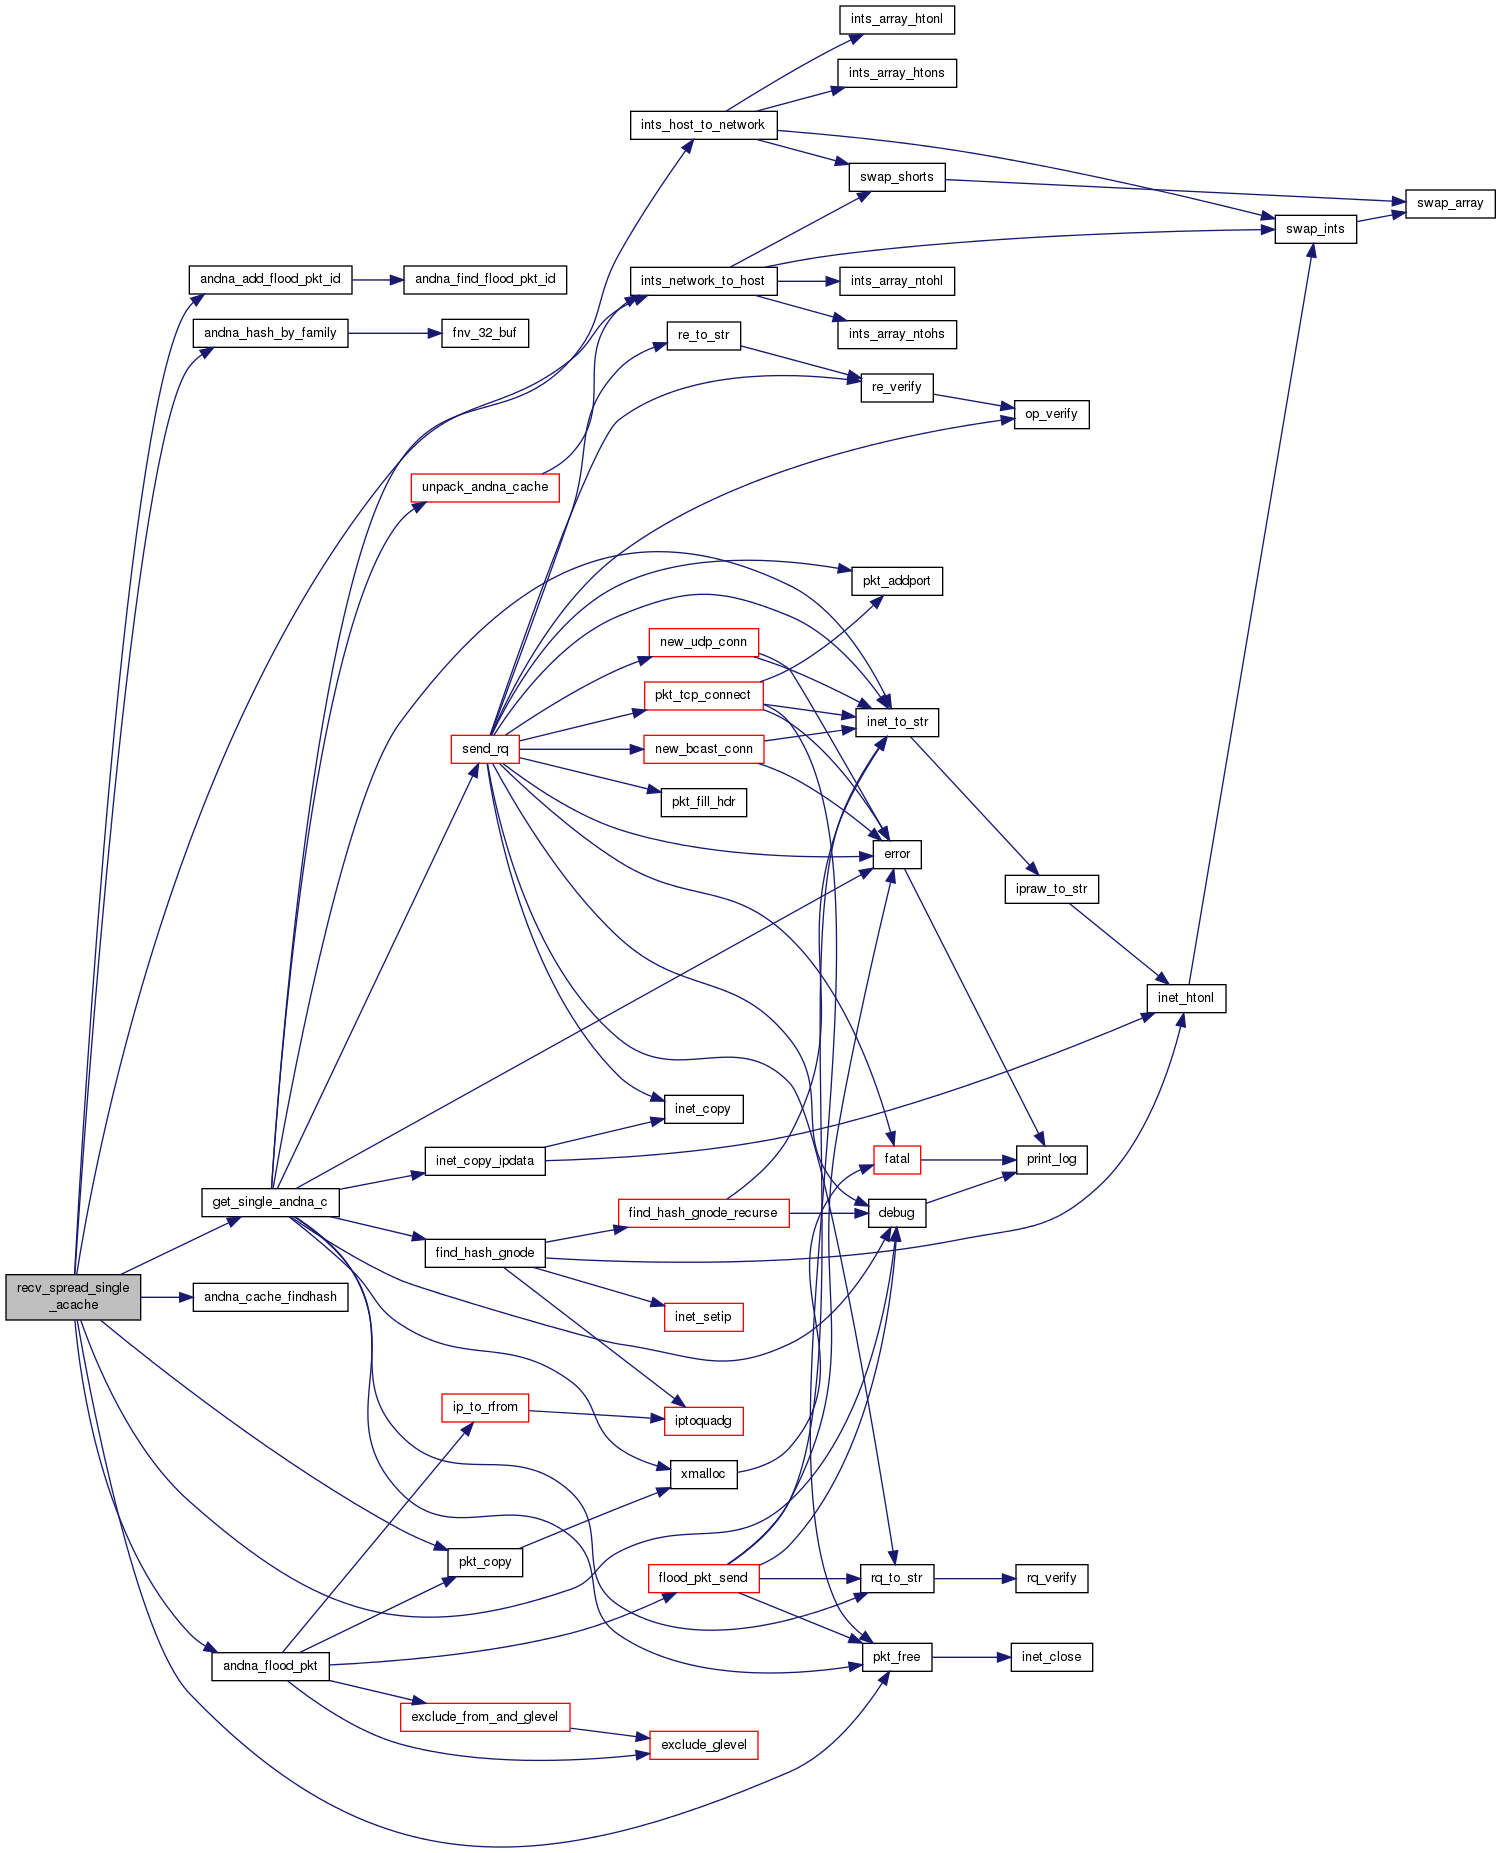 ints_array_htonl
ints_array_htons
ints_host_to_network
swap_shorts
swap_array
swap_ints
andna_add_flood_pkt_id
andna_find_flood_pkt_id
ints_network_to_host
ints_array_ntohl
andna_hash_by_family
fnv_32_buf
ints_array_ntohs
re_to_str
re_verify
op_verify
unpack_andna_cache
pkt_addport
new_udp_conn
pkt_tcp_connect
inet_to_str
send_rq
new_bcast_conn
pkt_fill_hdr
error
ipraw_to_str
inet_htonl
inet_copy
inet_copy_ipdata
fatal
print_log
get_single_andna_c
find_hash_gnode_recurse
debug
find_hash_gnode
recv_spread_single
_acache
andna_cache_findhash
inet_setip
ip_to_rfrom
iptoquadg
xmalloc
pkt_copy
flood_pkt_send
rq_to_str
rq_verify
andna_flood_pkt
pkt_free
inet_close
exclude_from_and_glevel
exclude_glevel